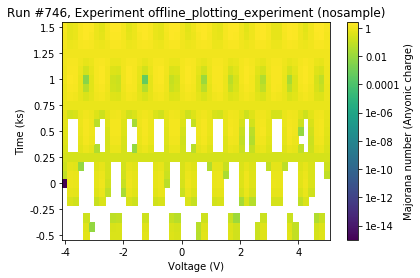 Run #746, Experiment offline_plotting_experiment (nosample)
1.5
1.25
1
0.75
0.5
0.25
0
-0.25
-0.5
Time (ks)
-4
-2
0
2
4
Voltage (V)
1
0.01
0.0001
1e-06
1e-08
1e-10
1e-12
1e-14
Majorana number (Anyonic charge)